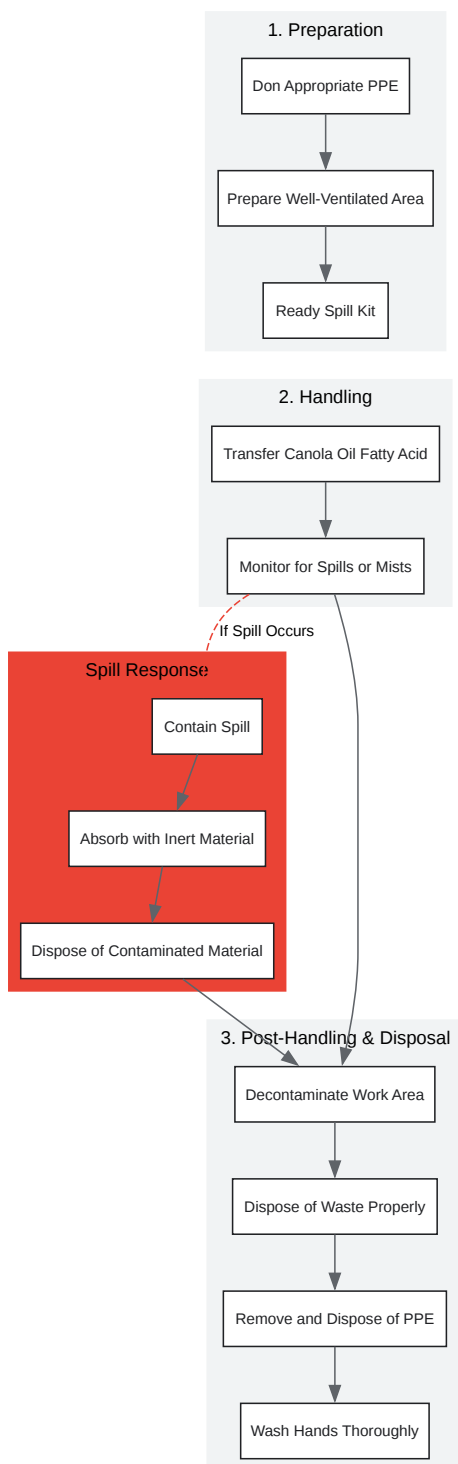 1. Preparation
Don Appropriate PPE
Prepare Well-Ventilated Area
Ready Spill Kit
2. Handling
Transfer Canola Oil Fatty Acid
Monitor for Spills or Mists
If Spill Occurs
Spill Response
Contain Spill
Absorb with Inert Material
Dispose of Contaminated Material
3. Post-Handling & Disposal
Decontaminate Work Area
Dispose of Waste Properly
Remove and Dispose of PPE
Wash Hands Thoroughly